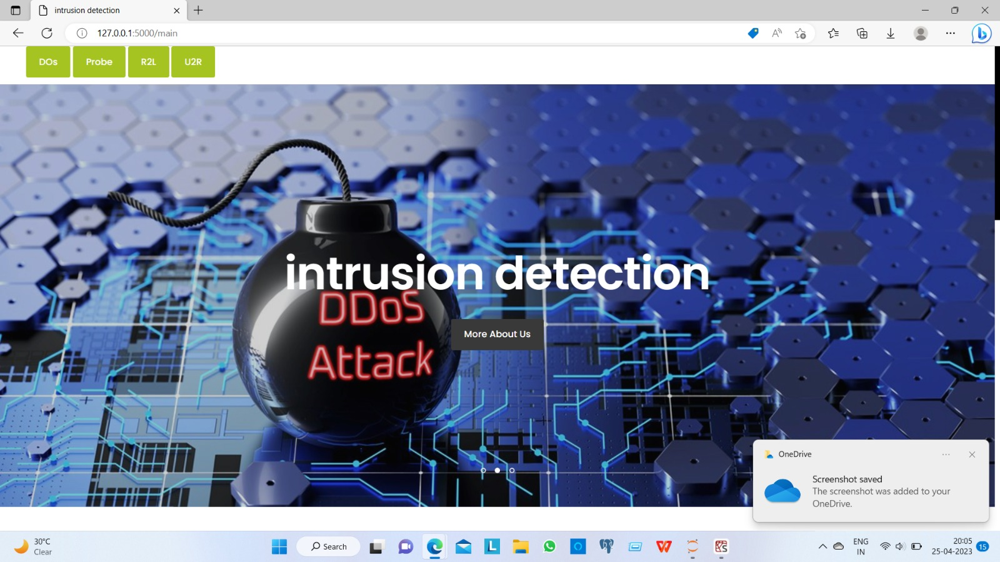 intrusion detection
127.0.0.1:5000/main
DOs
Probe
R2L
U2R
intrusion detection
DDoS
Attack
More About Us
OneDrive
Screenshot saved
The screenshot was added to your
OneDrive.
30°C
Clear
Search
ENG
IN
20:05
25-04-2023
15